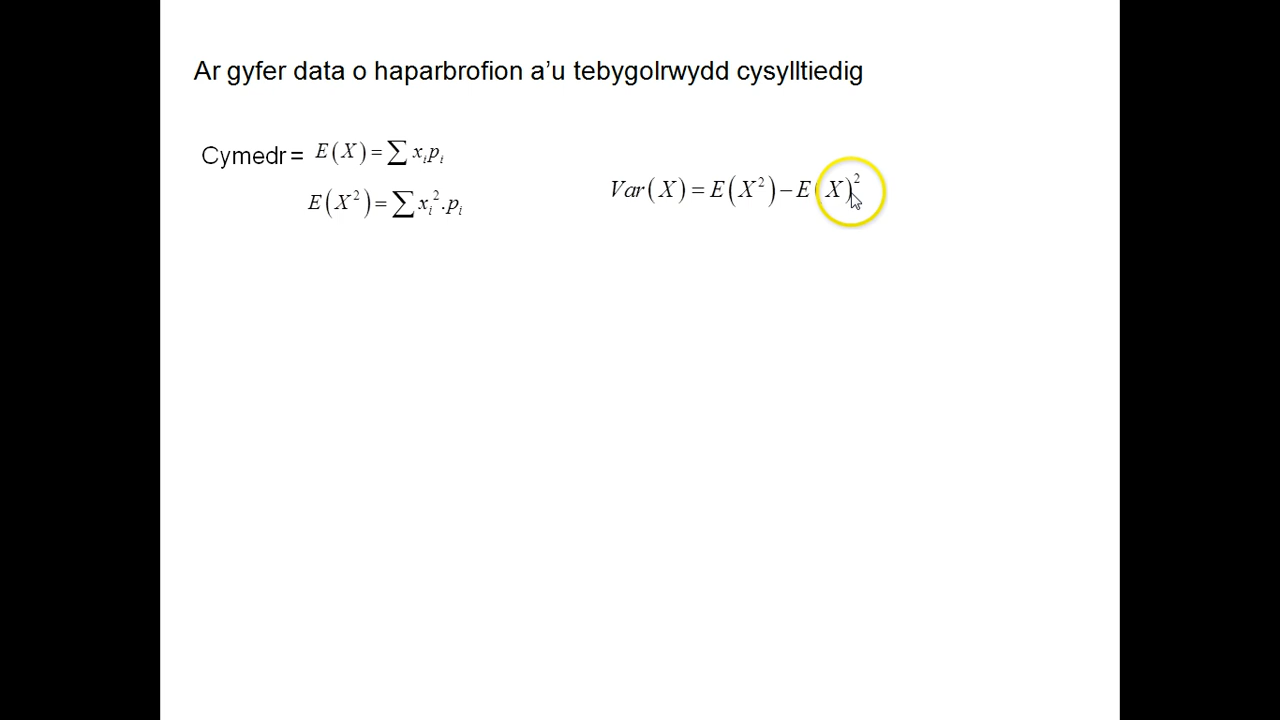 Ar gyfer data o haparbrofion a’u tebygolrwydd cysylltiedig
Cymedr = E(X) = ∑ xᵢpᵢ
E(X²) = ∑ xᵢ².pᵢ
Var(X) = E(X²) − E(X)²